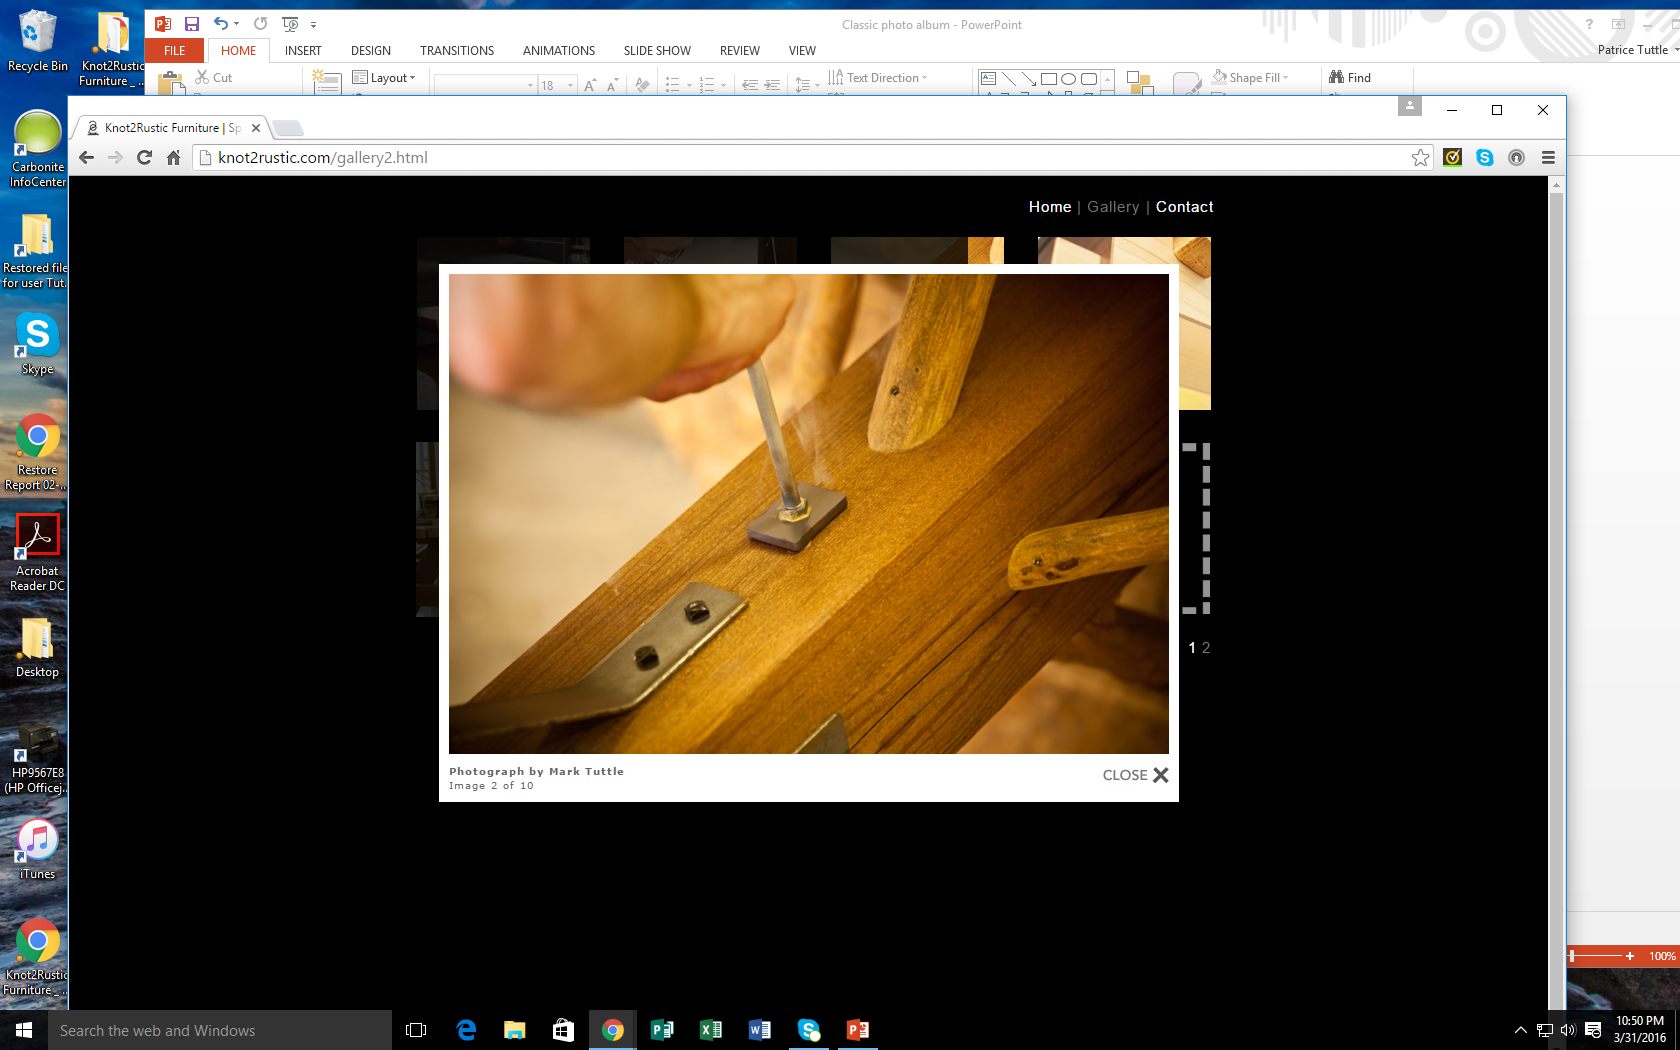 Classic photo album - PowerPoint
FILE HOME INSERT DESIGN TRANSITIONS ANIMATIONS SLIDE SHOW REVIEW VIEW
Patrice Tuttle
Cut
Layout
18
Text Direction
Shape Fill
Find
Recycle Bin
Knot2Rustic
Furniture_...
Carbonite
InfoCenter
Restored file
for user Tut...
Skype
Restore
Report 02-...
Acrobat
Reader DC
Desktop
HP9567E8
(HP Officej...
iTunes
Knot2Rustic
Furniture_...
Knot2Rustic Furniture | Sp
knot2rustic.com/gallery2.html
Home | Gallery | Contact
Photograph by Mark Tuttle
Image 2 of 10
CLOSE
1 2
100%
Search the web and Windows
10:50 PM
3/31/2016